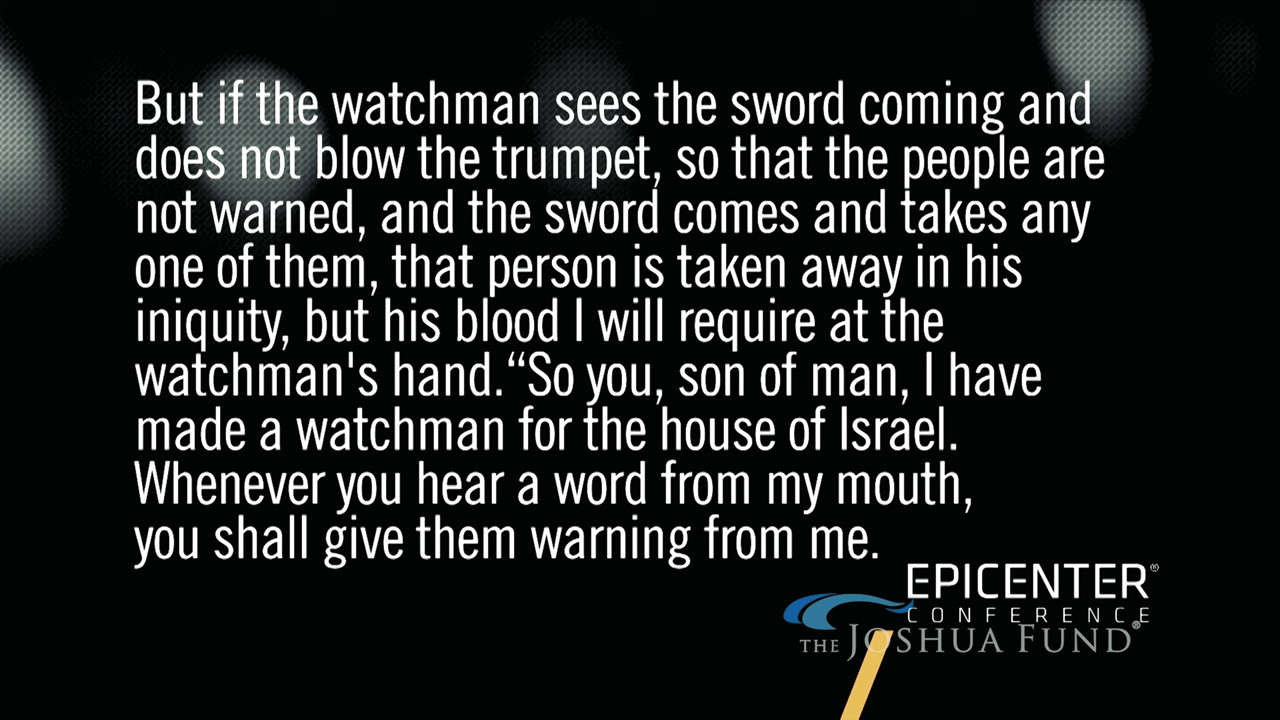 But if the watchman sees the sword coming and
does not blow the trumpet, so that the people are
not warned, and the sword comes and takes any
one of them, that person is taken away in his
iniquity, but his blood I will require at the
watchman's hand.“So you, son of man, I have
made a watchman for the house of Israel.
Whenever you hear a word from my mouth,
you shall give them warning from me.
EPICENTER®
CONFERENCE
THE JOSHUA FUND®